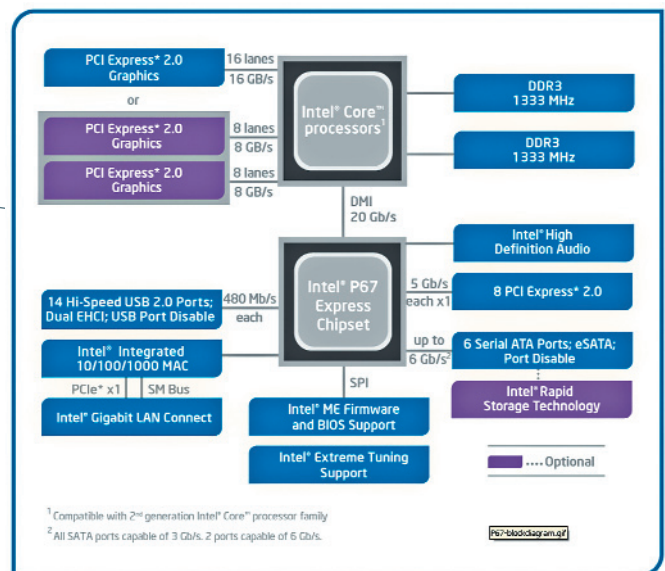 PCI Express* 2.0
Graphics
16 lanes
16 GB/s
or
PCI Express* 2.0
Graphics
8 lanes
8 GB/s
PCI Express* 2.0
Graphics
8 lanes
8 GB/s
Intel® Core™
processors¹
DDR3
1333 MHz
DDR3
1333 MHz
DMI
20 Gb/s
Intel® P67
Express
Chipset
Intel® High
Definition Audio
5 Gb/s
each x1
8 PCI Express* 2.0
14 Hi-Speed USB 2.0 Ports;
Dual EHCI; USB Port Disable
480 Mb/s
each
up to
6 Gb/s²
6 Serial ATA Ports; eSATA;
Port Disable
Intel® Integrated
10/100/1000 MAC
PCIe* x1
SM Bus
Intel® Gigabit LAN Connect
SPI
Intel® ME Firmware
and BIOS Support
Intel® Extreme Tuning
Support
Intel® Rapid
Storage Technology
.... Optional
¹ Compatible with 2nd generation Intel® Core™ processor family
² All SATA ports capable of 3 Gb/s. 2 ports capable of 6 Gb/s.
P67-blockdiagram.gif